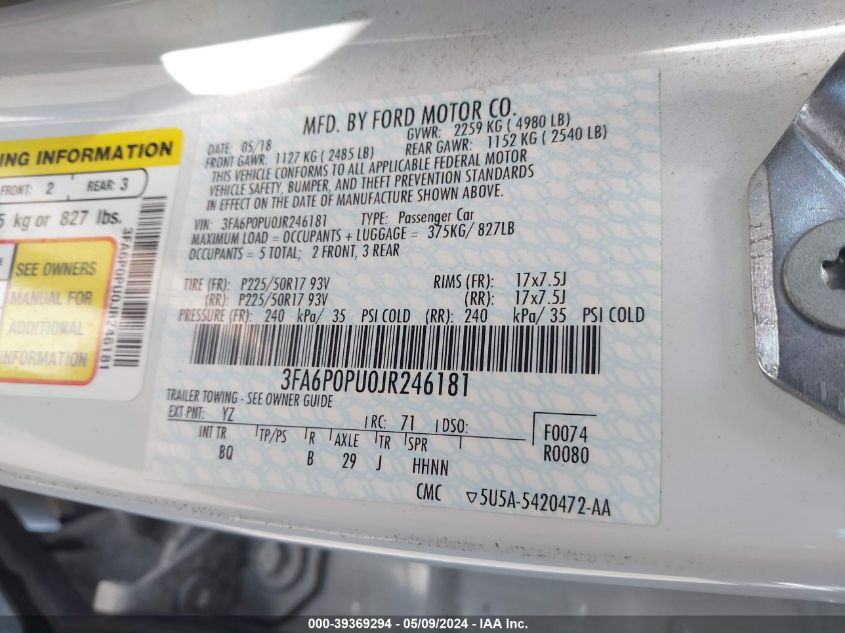 MFD. BY FORD MOTOR CO.
DATE: 05/18 GVWR: 2259 KG ( 4980 LB)
FRONT GAWR: 1127 KG ( 2485 LB) REAR GAWR: 1152 KG ( 2540 LB)
THIS VEHICLE CONFORMS TO ALL APPLICABLE FEDERAL MOTOR
VEHICLE SAFETY, BUMPER, AND THEFT PREVENTION STANDARDS
IN EFFECT ON THE DATE OF MANUFACTURE SHOWN ABOVE.
VIN: 3FA6P0PU0JR246181 TYPE: Passenger Car
MAXIMUM LOAD = OCCUPANTS + LUGGAGE = 375KG/ 827LB
OCCUPANTS = 5 TOTAL; 2 FRONT, 3 REAR
TIRE (FR): P225/50R17 93V RIMS (FR): 17x7.5J
(RR): P225/50R17 93V (RR): 17x7.5J
PRESSURE (FR): 240 kPa/ 35 PSI COLD (RR): 240 kPa/ 35 PSI COLD
3FA6P0PU0JR246181
TRAILER TOWING - SEE OWNER GUIDE
EXT PNT: YZ RC: 71 DSO:
INT TR TP/PS R AXLE TR SPR
BQ B 29 J HHNN
F0074
R0080
CMC ▽5U5A-5420472-AA
INFORMATION
FRONT: 2 REAR: 3
kg or 827 lbs.
SEE OWNERS
MANUAL FOR
ADDITIONAL
INFORMATION
3FA6P0PU0JR246181
000-39369294 - 05/09/2024 - IAAI.com